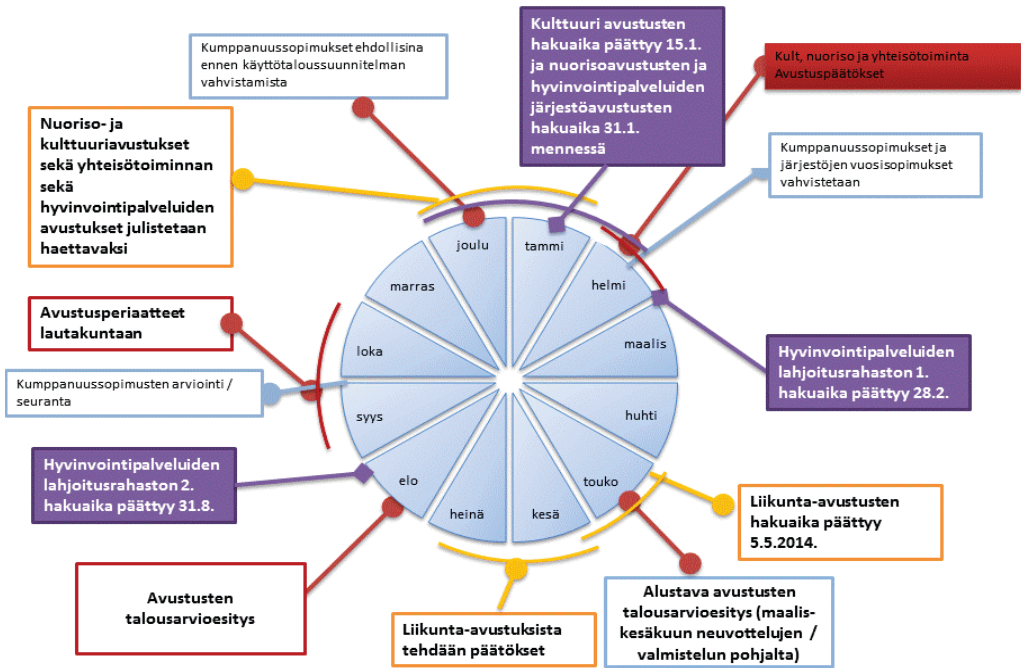 Kumppanuussopimukset ehdollisina
ennen käyttötaloussuunnitelman
vahvistamista
Kulttuuri avustusten
hakuaika päättyy 15.1.
ja nuorisoavustusten ja
hyvinvointipalveluiden
järjestöavustusten
hakuaika 31.1.
mennessä
Kult, nuoriso ja yhteisötoiminta
Avustuspäätökset
Kumppanuussopimukset ja
järjestöjen vuosisopimukset
vahvistetaan
Nuoriso- ja
kulttuuriavustukset
sekä yhteisötoiminnan
sekä
hyvinvointipalveluiden
avustukset julistetaan
haettavaksi
joulu
tammi
marras
helmi
Avustusperiaatteet
lautakuntaan
loka
maalis
Hyvinvointipalveluiden
lahjoitusrahaston 1.
hakuaika päättyy 28.2.
Kumppanuussopimusten arviointi /
seuranta
syys
huhti
Hyvinvointipalveluiden
lahjoitusrahaston 2.
hakuaika päättyy 31.8.
elo
touko
heinä
kesä
Liikunta-avustusten
hakuaika päättyy
5.5.2014.
Avustusten
talousarvioesitys
Liikunta-avustuksista
tehdään päätökset
Alustava avustusten
talousarvioesitys (maalis-
kesäkuun neuvottelujen /
valmistelun pohjalta)